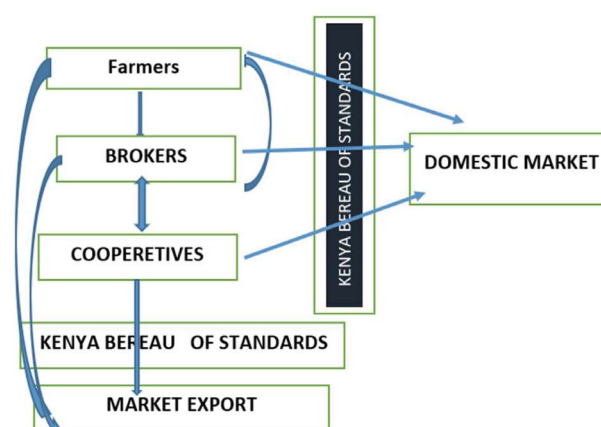 Farmers
BROKERS
COOPERETIVES
KENYA BEREAU OF STANDARDS
MARKET EXPORT
KENYA BEREAU OF STANDARDS
DOMESTIC MARKET